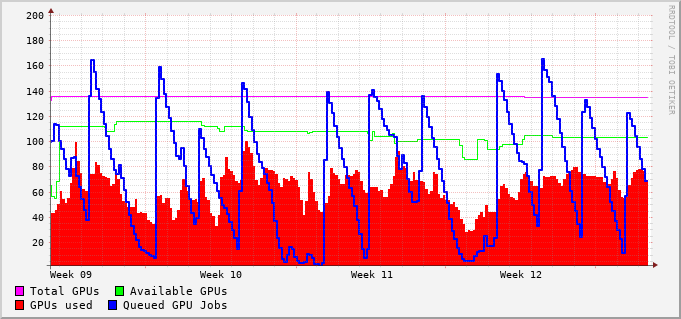 200
180
160
140
120
100
80
60
40
20
Week 09 Week 10 Week 11 Week 12
Total GPUs Available GPUs
GPUs used Queued GPU Jobs
RRDTOOL / TOBI OETIKER